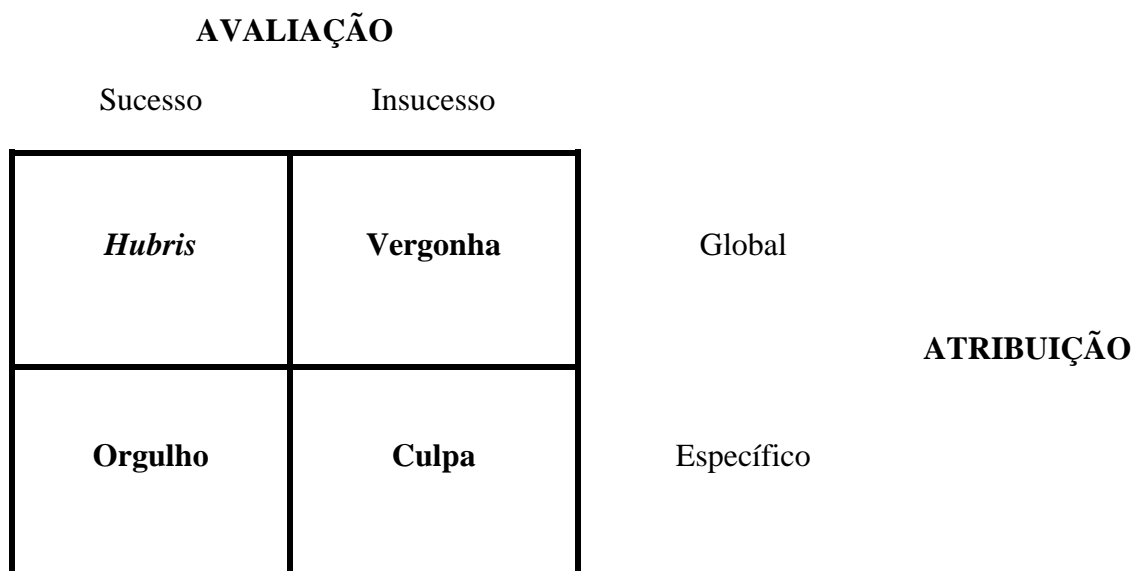 AVALIAÇÃO
Sucesso Insucesso
Hubris Vergonha Global
ATRIBUIÇÃO
Orgulho Culpa Específico